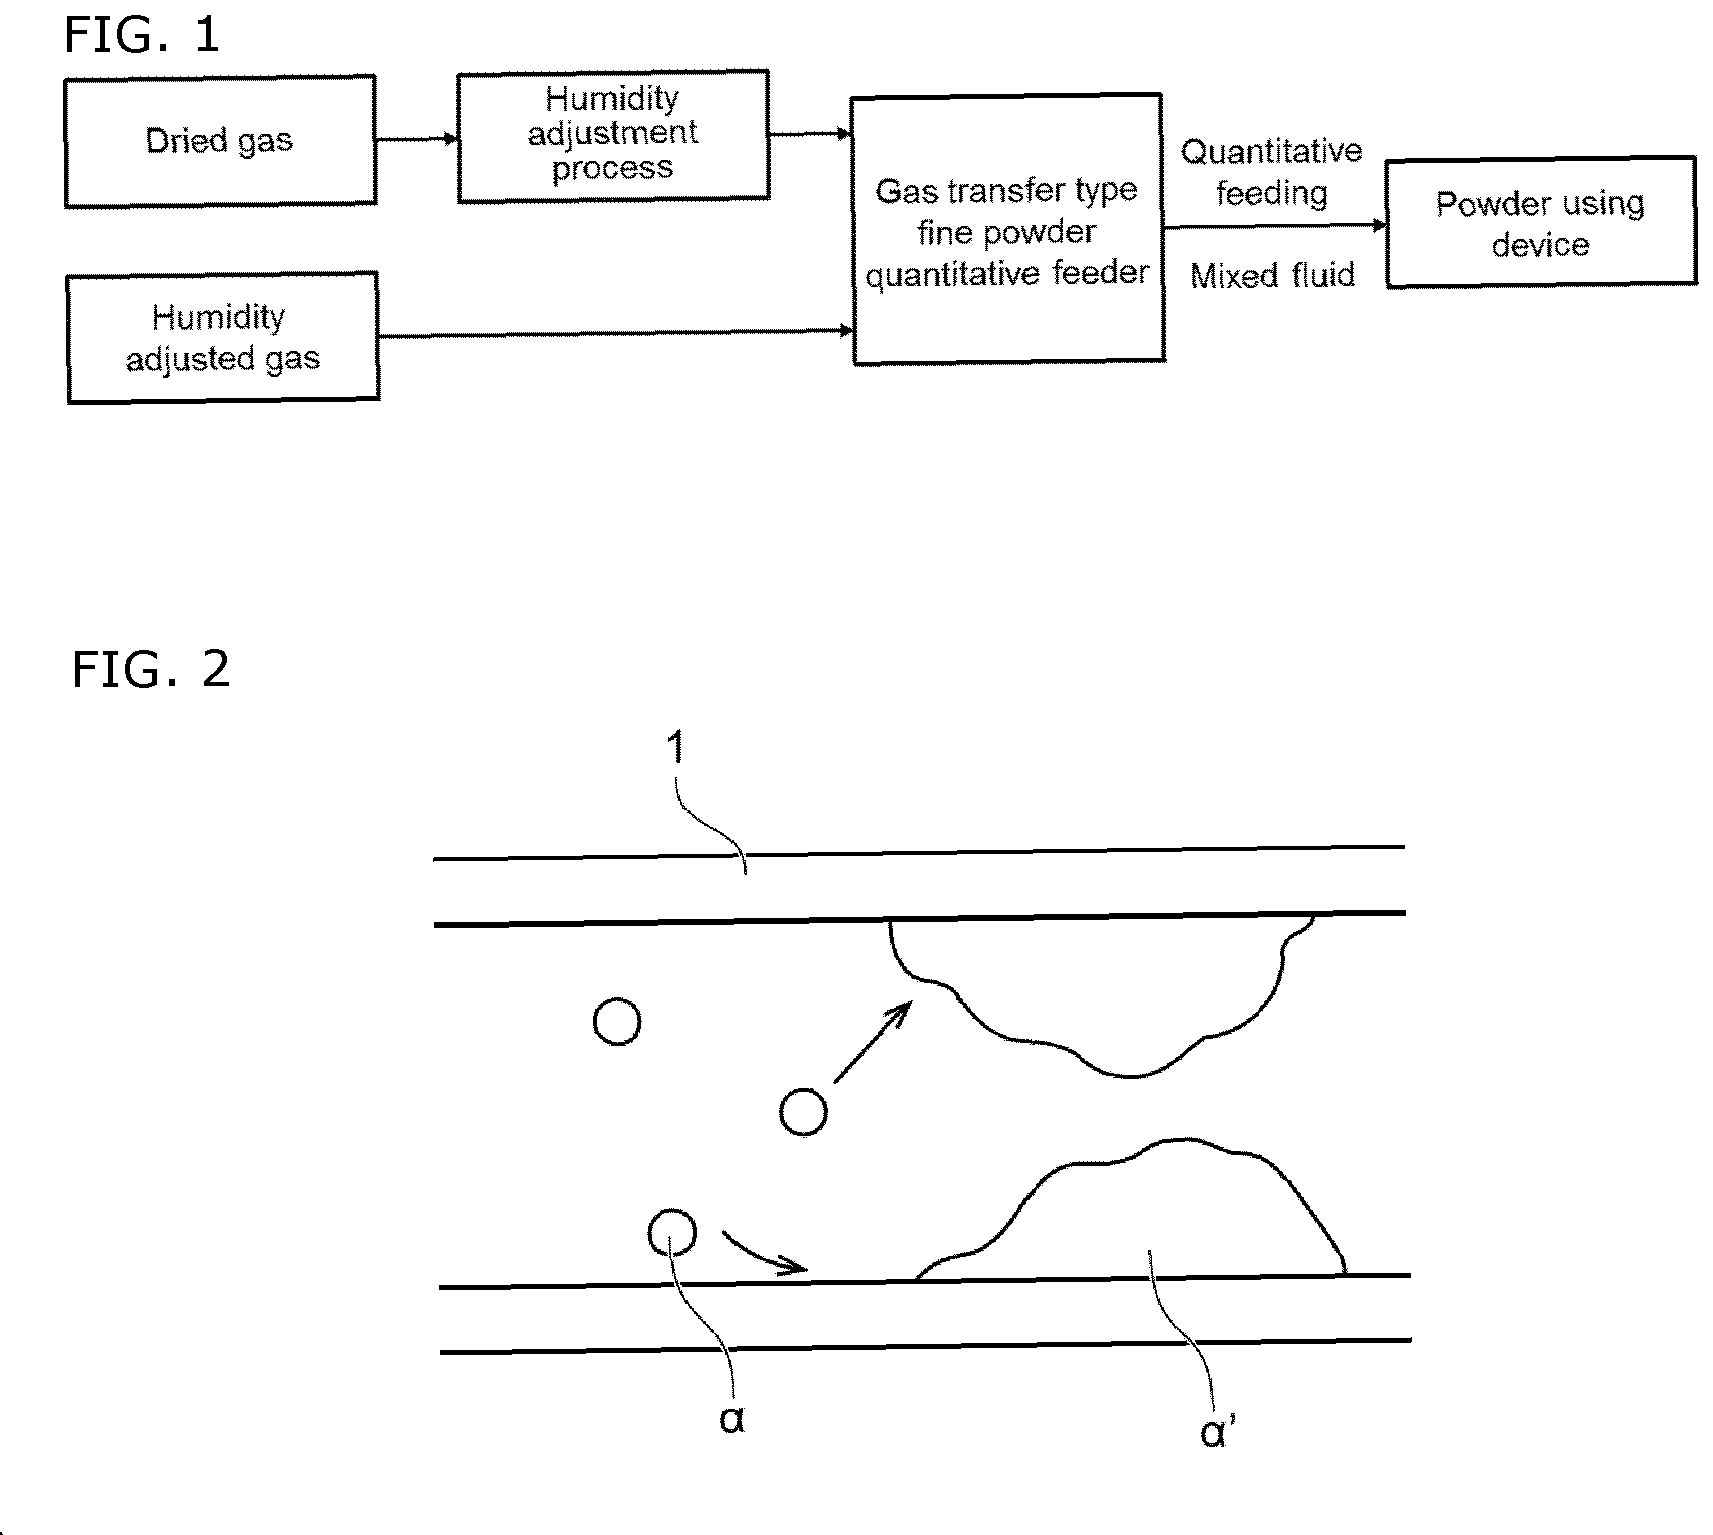 FIG. 1
Dried gas
Humidity
adjustment
process
Humidity
adjusted gas
Gas transfer type
fine powder
quantitative feeder
Quantitative
feeding
Mixed fluid
Powder using
device
FIG. 2
1
α
α’